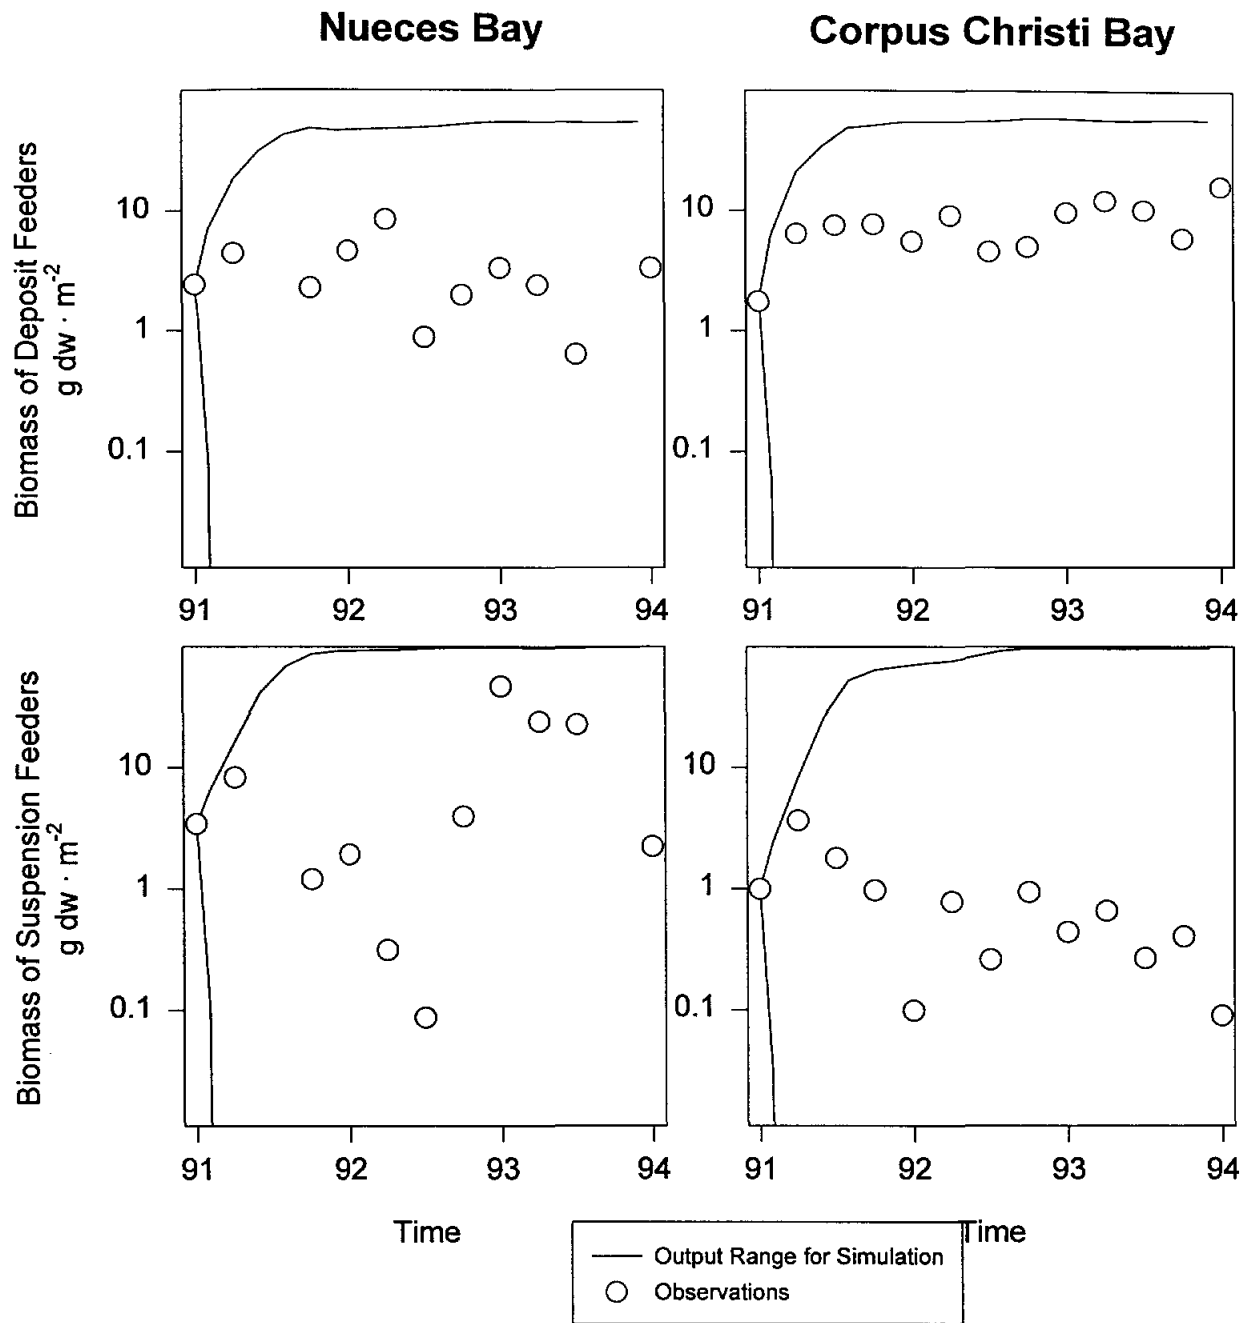 Nueces Bay
Corpus Christi Bay
Biomass of Deposit Feeders
g dw · m-2
10
1
0.1
91 92 93 94
10
1
0.1
91 92 93 94
Biomass of Suspension Feeders
g dw · m-2
10
1
0.1
91 92 93 94
Time
10
1
0.1
91 92 93 94
Time
Output Range for Simulation
Observations